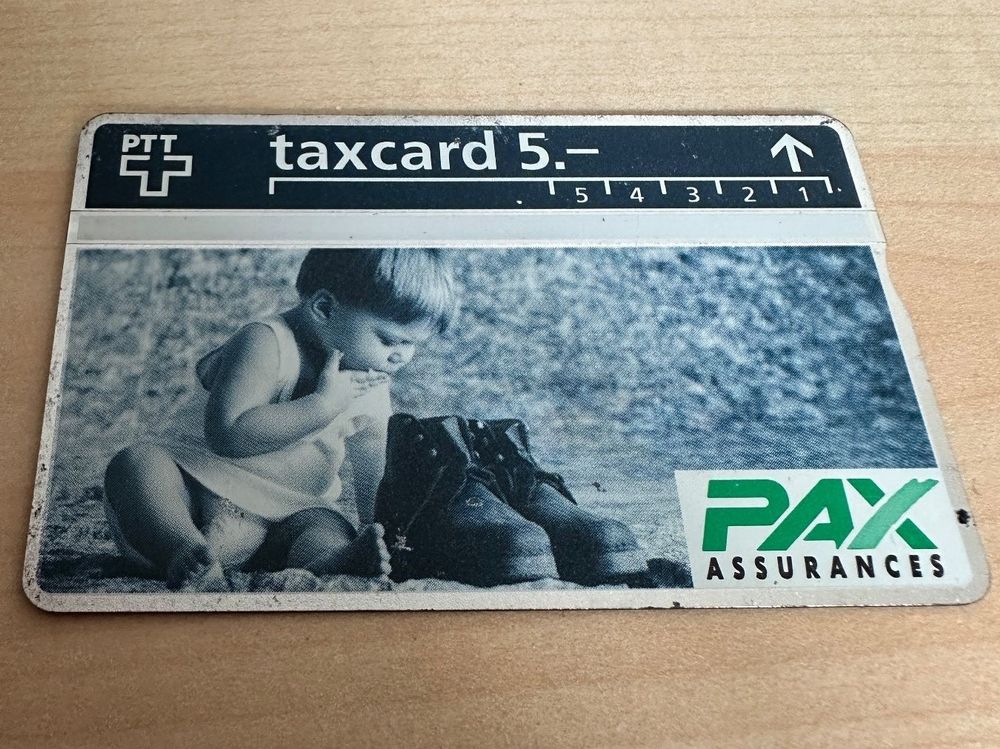 PTT
taxcard 5.–
5 4 3 2 1
PAX
ASSURANCES